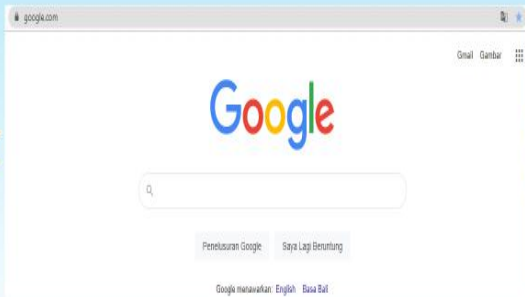 google.com
Gmail Gambar
Google
Penelusuran Google Saya Lagi Beruntung
Google menawarkan: English Basa Bali